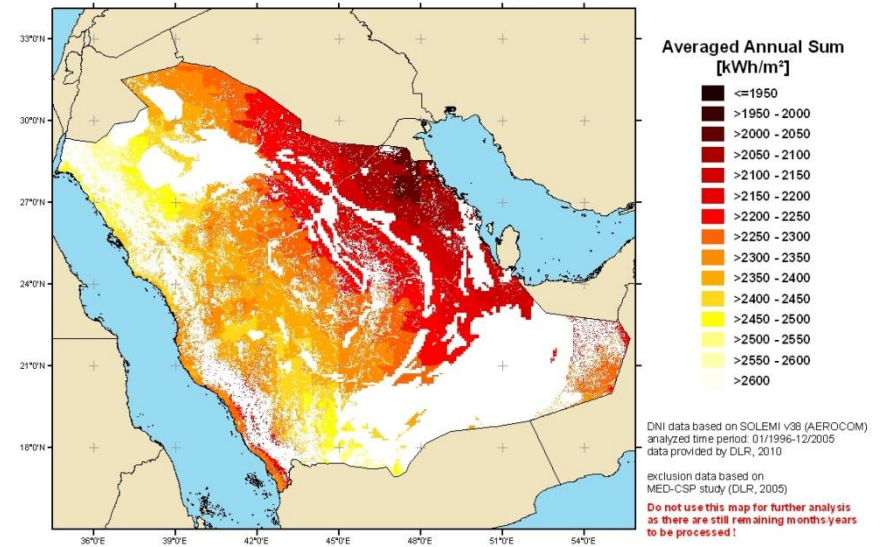 33°0'N
30°0'N
27°0'N
24°0'N
21°0'N
18°0'N
36°0'E 39°0'E 42°0'E 45°0'E 48°0'E 51°0'E 54°0'E
Averaged Annual Sum
[kWh/m²]
<=1950
>1950 - 2000
>2000 - 2050
>2050 - 2100
>2100 - 2150
>2150 - 2200
>2200 - 2250
>2250 - 2300
>2300 - 2350
>2350 - 2400
>2400 - 2450
>2450 - 2500
>2500 - 2550
>2550 - 2600
>2600
DNI data based on SOLEMI v38 (AEROCOM)
analyzed time period: 01/1996-12/2005
data provided by DLR, 2010
exclusion data based on
MED-CSP study (DLR, 2005)
Do not use this map for further analysis
as there are still remaining months/years
to be processed !